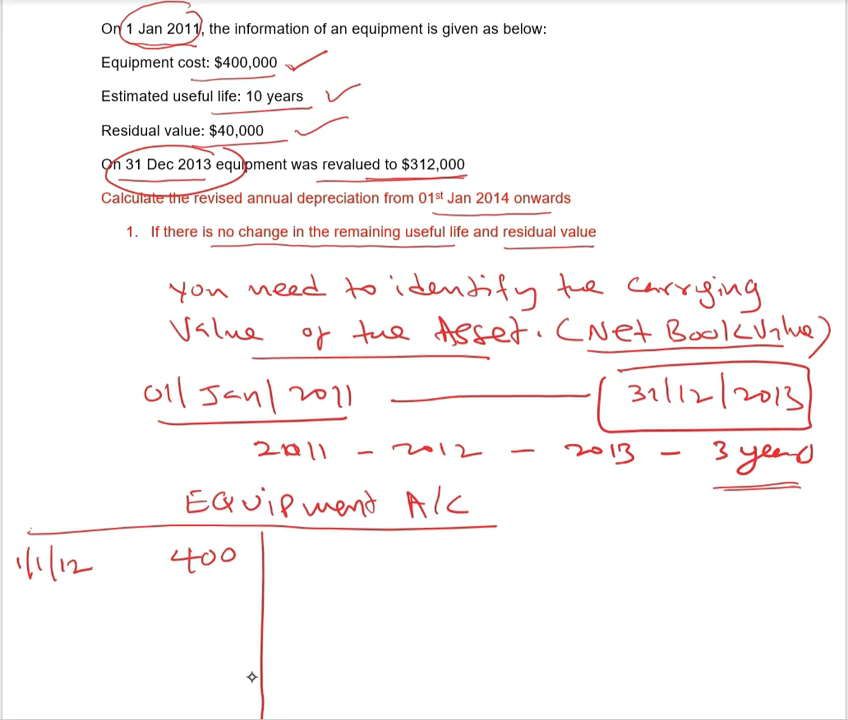 On 1 Jan 2011, the information of an equipment is given as below:
Equipment cost: $400,000
Estimated useful life: 10 years
Residual value: $40,000
On 31 Dec 2013 equipment was revalued to $312,000
Calculate the revised annual depreciation from 01st Jan 2014 onwards
1. If there is no change in the remaining useful life and residual value
You need to identify the Carrying
Value of the Asset. (Net Book Value)
01/Jan/2011 31/12/2013
2011 - 2012 - 2013 - 3 years
Equipment A/C
1/1/12 400